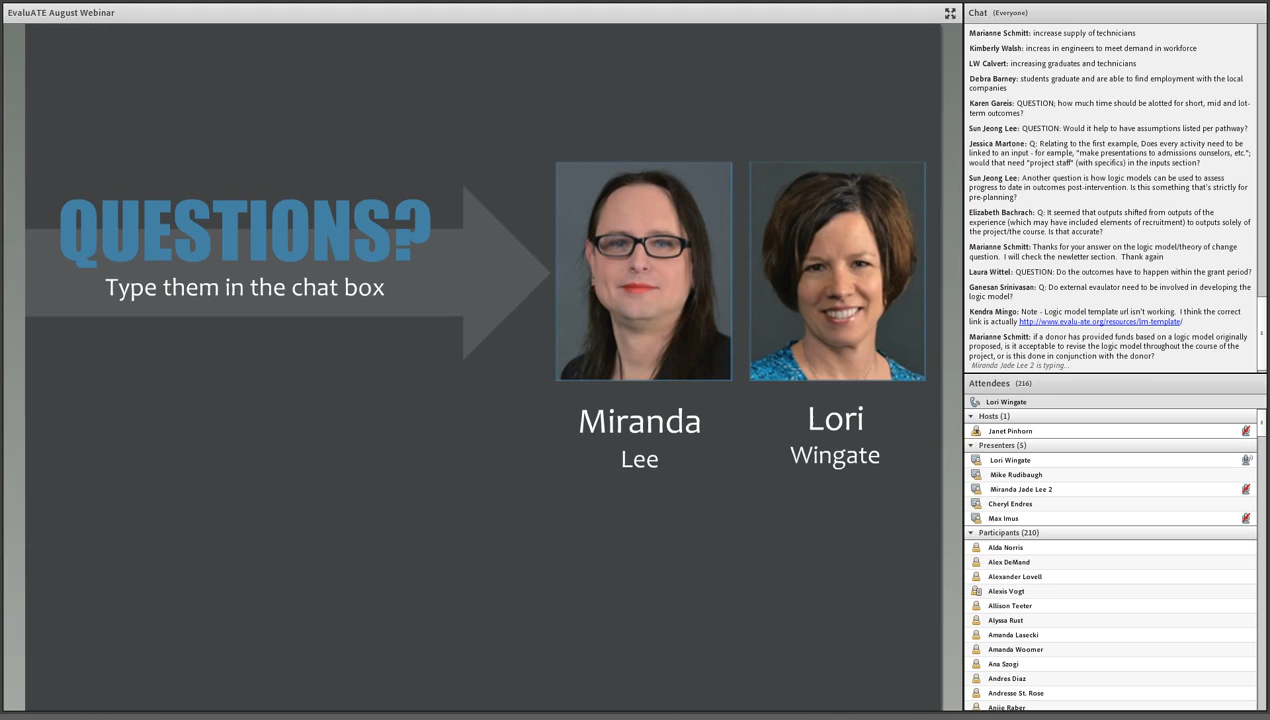 EvaluATE August Webinar
QUESTIONS?
Type them in the chat box
Miranda
Lee
Lori
Wingate
Chat (Everyone)
Marianne Schmitt: increase supply of technicians
Kimberly Walsh: increas in engineers to meet demand in workforce
LW Calvert: increasing graduates and technicians
Debra Barney: students graduate and are able to find employment with the local
companies
Karen Gareis: QUESTION; how much time should be alotted for short, mid and lot-
term outcomes?
Sun Jeong Lee: QUESTION: Would it help to have assumptions listed per pathway?
Jessica Martone: Q: Relating to the first example, Does every activity need to be
linked to an input - for eample, "make presentations to admissions ounselors, etc.";
would that need "project staff" (with specifics) in the inputs section?
Sun Jeong Lee: Another question is how logic models can be used to assess
progress to date in outcomes post-intervention. Is this something that's strictly for
pre-planning?
Elizabeth Bachrach: Q: It seemed that outputs shifted from outputs of the
experience (which may have included elements of recruitment) to outputs solely of
the project/the course. Is that accurate?
Marianne Schmitt: Thanks for your answer on the logic model/theory of change
question. I will check the newletter section. Thank again
Laura Wittel: QUESTION: Do the outcomes have to happen within the grant period?
Ganesan Srinivasan: Q: Do external evaulator need to be involved in developing the
logic model?
Kendra Mingo: Note - Logic model template url isn't working. I think the correct
link is actually http://www.evalu-ate.org/resources/lm-template/
Marianne Schmitt: if a donor has provided funds based on a logic model originally
proposed, is it acceptable to revise the logic model throughout the course of the
project, or is this done in conjunction with the donor?
Miranda Jade Lee 2 is typing...
Attendees (216)
Lori Wingate
Hosts (1)
Janet Pinhorn
Presenters (5)
Lori Wingate
Mike Rudibaugh
Miranda Jade Lee 2
Cheryl Endres
Max Imus
Participants (210)
Alda Norris
Alex DeMand
Alexander Lovell
Alexis Vogt
Allison Teeter
Alyssa Rust
Amanda Lasecki
Amanda Woomer
Ana Szogi
Andres Diaz
Andresse St. Rose